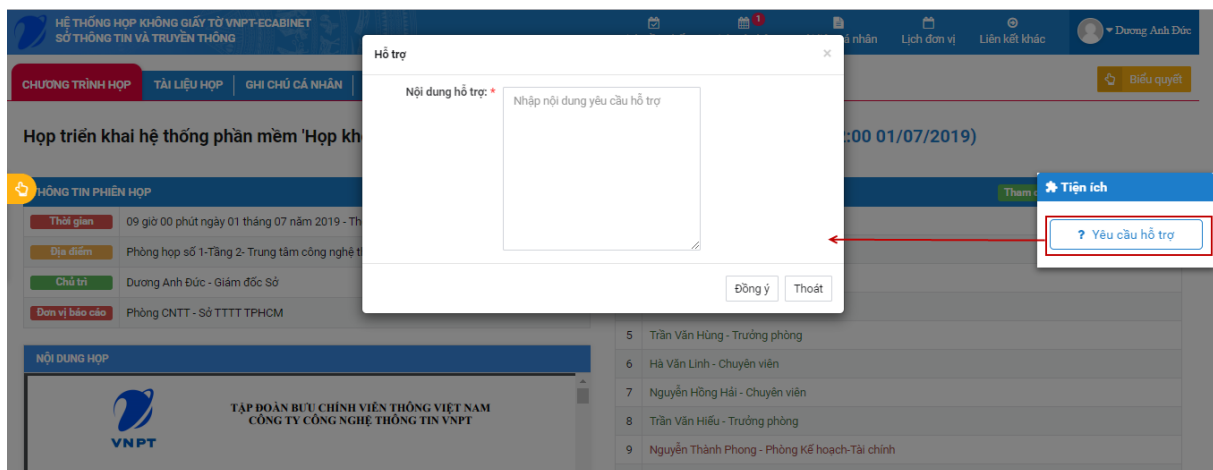 HỆ THỐNG HỌP KHÔNG GIẤY TỜ VNPT-ECABINET
SỞ THÔNG TIN VÀ TRUYỀN THÔNG
1
á nhân
Lịch đơn vị
Liên kết khác
Dương Anh Đức
CHƯƠNG TRÌNH HỌP
TÀI LIỆU HỌP
GHI CHÚ CÁ NHÂN
Biểu quyết
Hỗ trợ
×
Nội dung hỗ trợ: *
Nhập nội dung yêu cầu hỗ trợ
Đồng ý
Thoát
Họp triển khai hệ thống phần mềm 'Họp kh
:00 01/07/2019)
HÔNG TIN PHIÊN HỌP
Tham
Tiện ích
? Yêu cầu hỗ trợ
Thời gian
09 giờ 00 phút ngày 01 tháng 07 năm 2019 - Th
Địa điểm
Phòng họp số 1-Tầng 2- Trung tâm công nghệ t
Chủ trì
Dương Anh Đức - Giám đốc Sở
Đơn vị báo cáo
Phòng CNTT - Sở TTTT TPHCM
5 Trần Văn Hùng - Trưởng phòng
6 Hà Văn Linh - Chuyên viên
7 Nguyễn Hồng Hải - Chuyên viên
8 Trần Văn Hiếu - Trưởng phòng
9 Nguyễn Thành Phong - Phòng Kế hoạch-Tài chính
NỘI DUNG HỌP
TẬP ĐOÀN BƯU CHÍNH VIỄN THÔNG VIỆT NAM
CÔNG TY CÔNG NGHỆ THÔNG TIN VNPT
VNPT